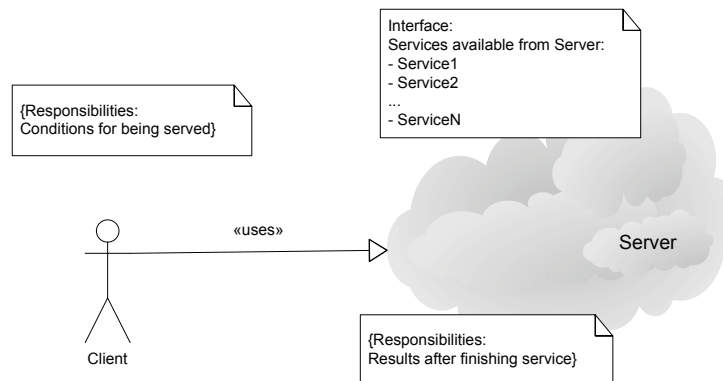 Interface:
Services available from Server:
- Service1
- Service2
...
- ServiceN
{Responsibilities:
Conditions for being served}
«uses»
Server
Client
{Responsibilities:
Results after finishing service}